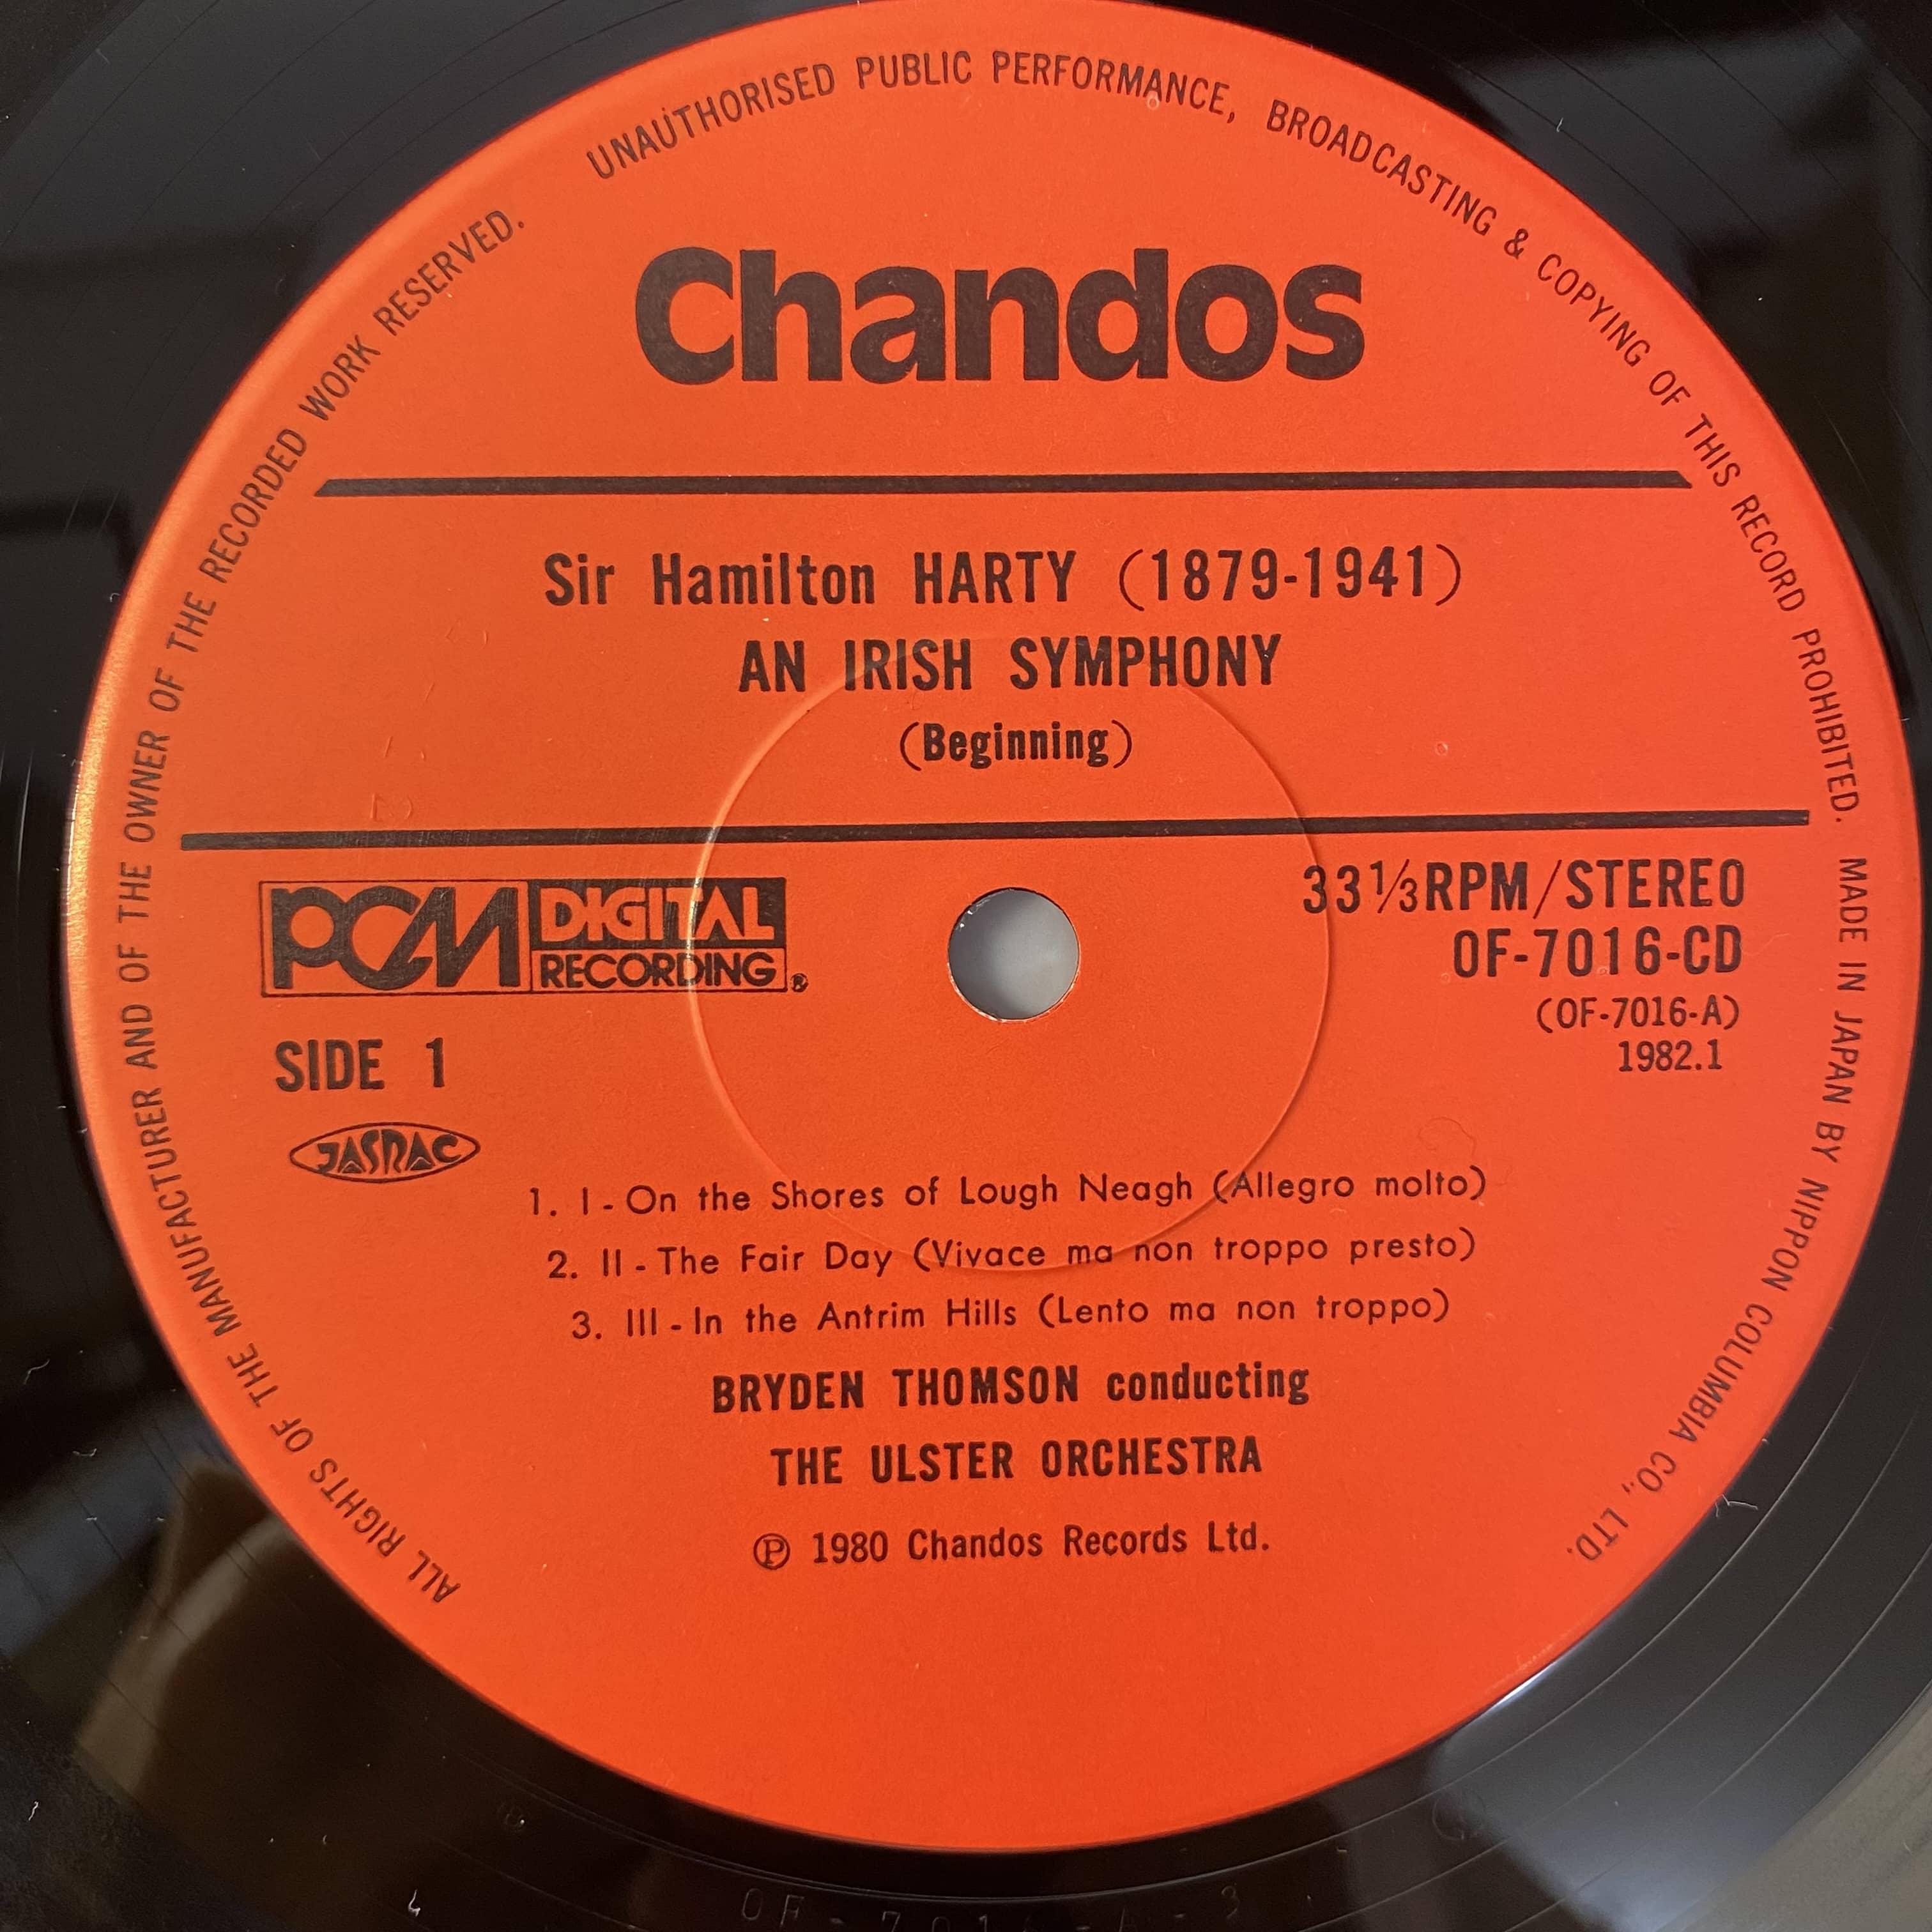 UNAUTHORISED PUBLIC PERFORMANCE, BROADCASTING & COPYING OF THIS RECORD PROHIBITED. MADE IN JAPAN BY NIPPON COLUMBIA CO., LTD.
ALL RIGHTS OF THE MANUFACTURER AND OF THE OWNER OF THE RECORDED WORK RESERVED.
Chandos
Sir Hamilton HARTY (1879-1941)
AN IRISH SYMPHONY
(Beginning)
PCM DIGITAL
RECORDING®
33⅓RPM/STEREO
OF-7016-CD
(OF-7016-A)
1982.1
SIDE 1
JASRAC
1. I - On the Shores of Lough Neagh (Allegro molto)
2. II - The Fair Day (Vivace ma non troppo presto)
3. III - In the Antrim Hills (Lento ma non troppo)
BRYDEN THOMSON conducting
THE ULSTER ORCHESTRA
℗ 1980 Chandos Records Ltd.
OF-7016-A-3